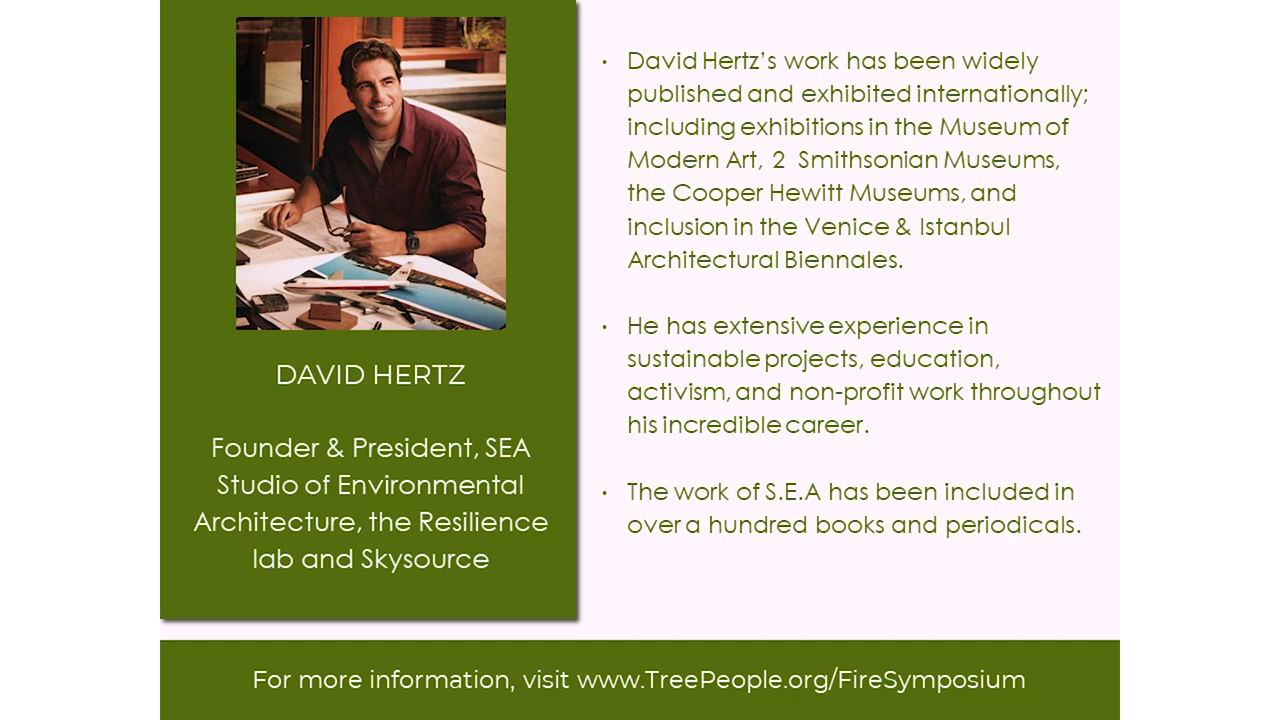 DAVID HERTZ
Founder & President, SEA
Studio of Environmental
Architecture, the Resilience
lab and Skysource
• David Hertz’s work has been widely
published and exhibited internationally;
including exhibitions in the Museum of
Modern Art, 2 Smithsonian Museums,
the Cooper Hewitt Museums, and
inclusion in the Venice & Istanbul
Architectural Biennales.
• He has extensive experience in
sustainable projects, education,
activism, and non-profit work throughout
his incredible career.
• The work of S.E.A has been included in
over a hundred books and periodicals.
For more information, visit www.TreePeople.org/FireSymposium